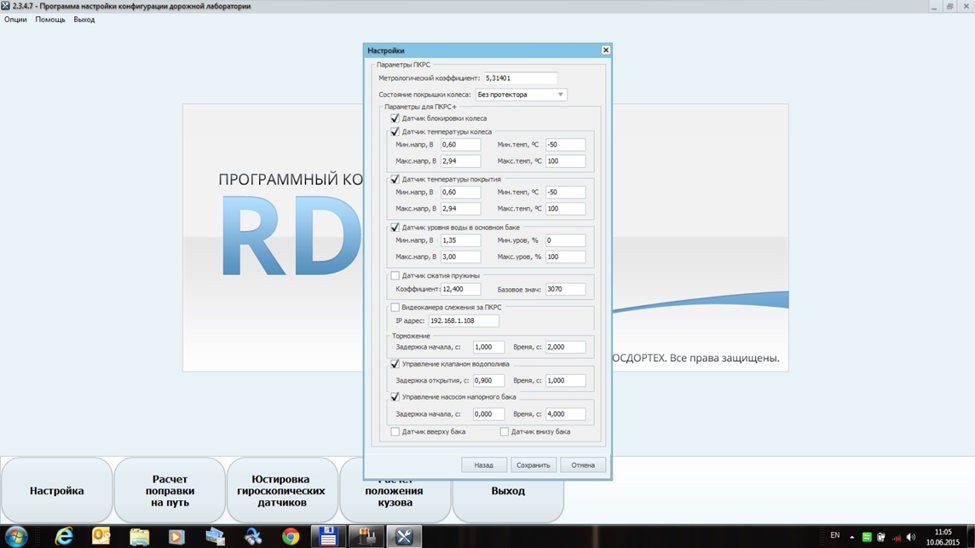 2.3.4.7 - Программа настройки конфигурации дорожной лаборатории
Опции Помощь Выход
Настройки
Параметры ПКРС
Метрологический коэффициент: 5,31401
Состояние покрышки колеса: Без протектора
Параметры для ПКРС+
Датчик блокировки колеса
Датчик температуры колеса
Мин.напр, В 0,60 Мин.темп, ºС -50
Макс.напр, В 2,94 Макс.темп, ºС 100
Датчик температуры покрытия
Мин.напр, В 0,60 Мин.темп, ºС -50
Макс.напр, В 2,94 Макс.темп, ºС 100
Датчик уровня воды в основном баке
Мин.напр, В 1,35 Мин.уров, % 0
Макс.напр, В 3,00 Макс.уров, % 100
Датчик сжатия пружины
Коэффициент: 12,400 Базовое знач: 3070
Видеокамера слежения за ПКРС
IP адрес: 192.168.1.108
Торможение
Задержка начала, с: 1,000 Время, с: 2,000
Управление клапаном водополива
Задержка открытия, с: 0,900 Время, с: 1,000
Управление насосом напорного бака
Задержка начала, с: 0,000 Время, с: 4,000
Датчик вверху бака Датчик внизу бака
Назад Сохранить Отмена
ПРОГРАММНЫЙ КО
RD
ОСДОРТЕХ. Все права защищены.
Настройка
Расчет
поправки
на путь
Юстировка
гироскопических
датчиков
Расчет
положения
кузова
Выход
EN
11:05
10.06.2015